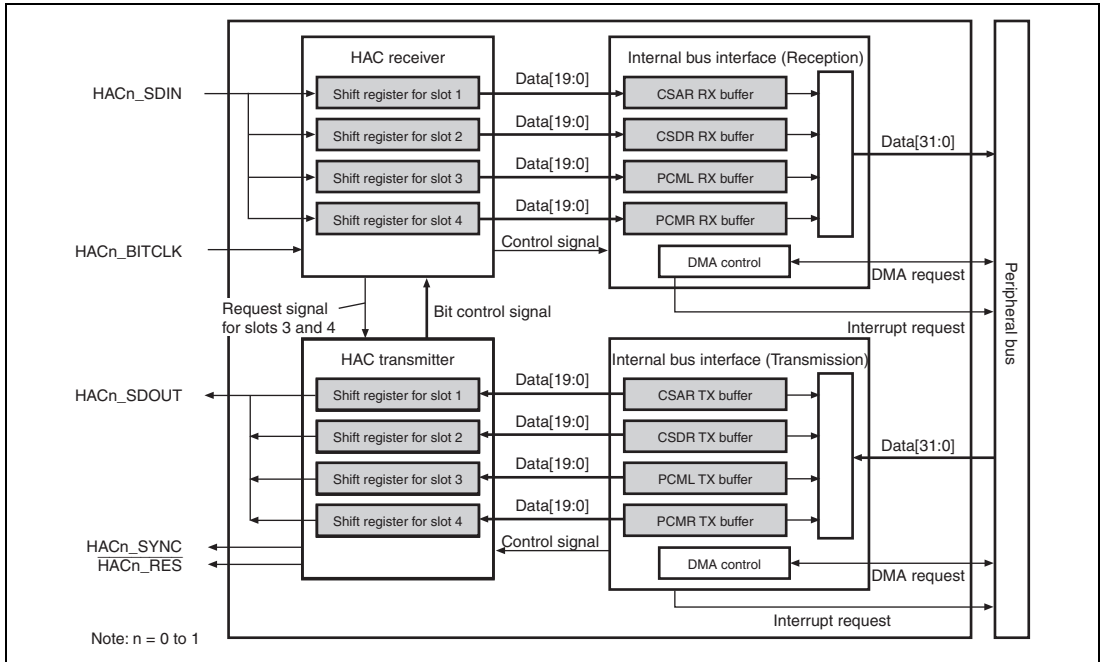 HAC receiver
Internal bus interface (Reception)
HACn_SDIN
Shift register for slot 1
Data[19:0]
CSAR RX buffer
Shift register for slot 2
Data[19:0]
CSDR RX buffer
Data[31:0]
Shift register for slot 3
Data[19:0]
PCML RX buffer
Shift register for slot 4
Data[19:0]
PCMR RX buffer
HACn_BITCLK
Control signal
DMA control
DMA request
Request signal
for slots 3 and 4
Bit control signal
Interrupt request
Peripheral bus
HAC transmitter
Internal bus interface (Transmission)
HACn_SDOUT
Shift register for slot 1
Data[19:0]
CSAR TX buffer
Shift register for slot 2
Data[19:0]
CSDR TX buffer
Data[31:0]
Shift register for slot 3
Data[19:0]
PCML TX buffer
Shift register for slot 4
Data[19:0]
PCMR TX buffer
HACn_SYNC
HACn_RES
Control signal
DMA control
DMA request
Interrupt request
Note: n = 0 to 1